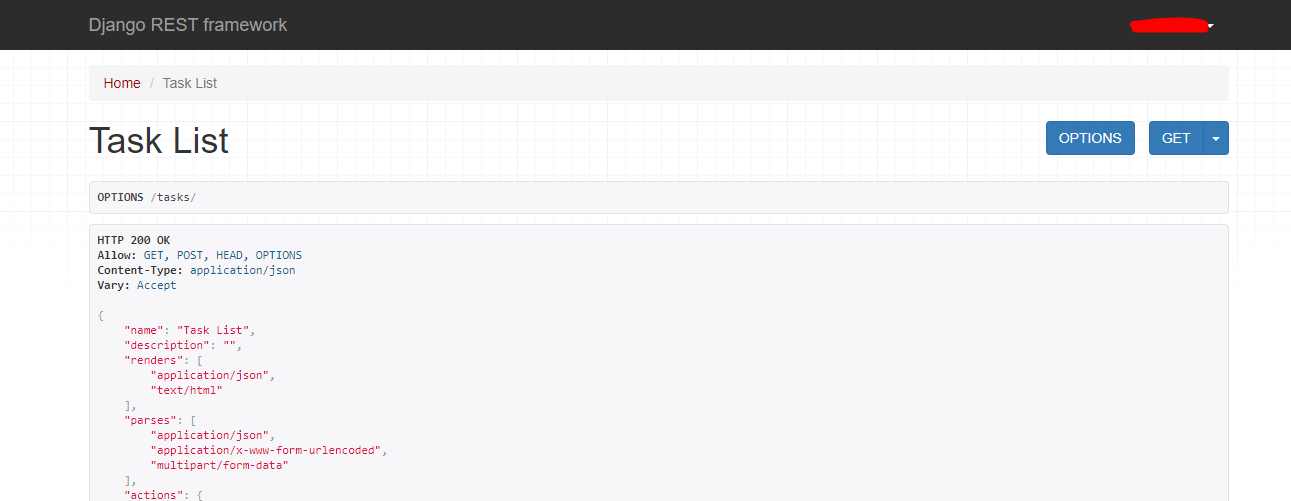 Django REST framework
Home / Task List
Task List
OPTIONS
GET
OPTIONS /tasks/
HTTP 200 OK
Allow: GET, POST, HEAD, OPTIONS
Content-Type: application/json
Vary: Accept
{
"name": "Task List",
"description": "",
"renders": [
"application/json",
"text/html"
],
"parses": [
"application/json",
"application/x-www-form-urlencoded",
"multipart/form-data"
],
"actions": {